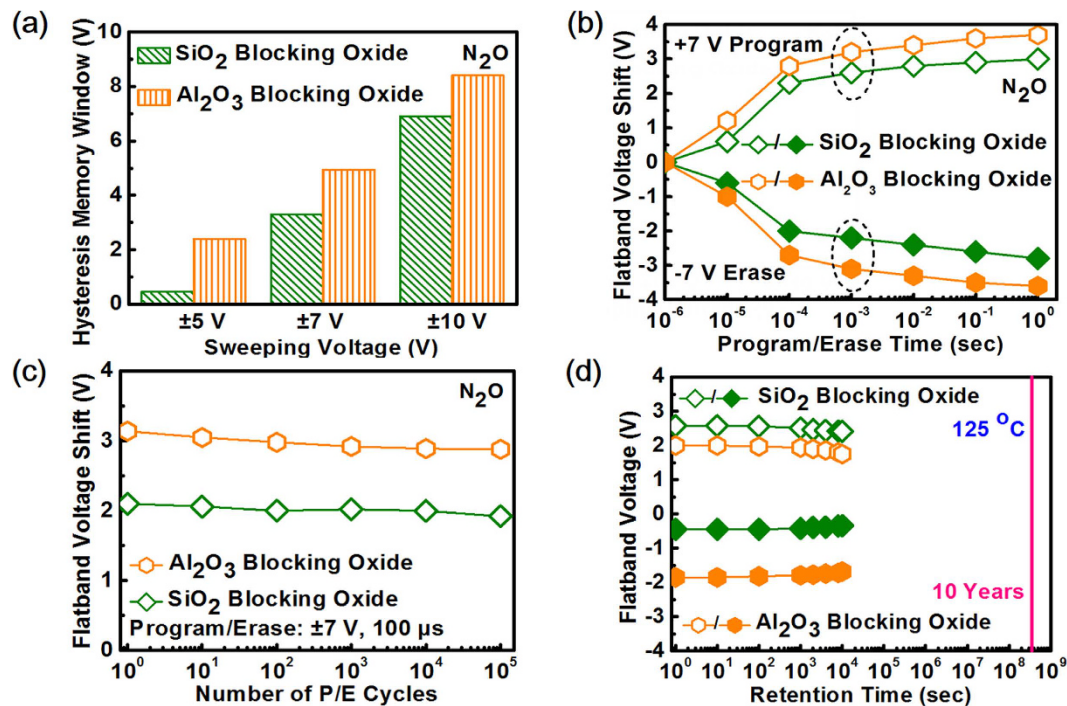 (a)
Hysteresis Memory Window (V)
10
8
6
4
2
0
SiO₂ Blocking Oxide
Al₂O₃ Blocking Oxide
N₂O
±5 V ±7 V ±10 V
Sweeping Voltage (V)
(b)
Flatband Voltage Shift (V)
4
3
2
1
0
-1
-2
-3
-4
+7 V Program
N₂O
/ SiO₂ Blocking Oxide
/ Al₂O₃ Blocking Oxide
-7 V Erase
10⁻⁶ 10⁻⁵ 10⁻⁴ 10⁻³ 10⁻² 10⁻¹ 10⁰
Program/Erase Time (sec)
(c)
Flatband Voltage Shift (V)
4
3
2
1
0
N₂O
Al₂O₃ Blocking Oxide
SiO₂ Blocking Oxide
Program/Erase: ±7 V, 100 μs
10⁰ 10¹ 10² 10³ 10⁴ 10⁵
Number of P/E Cycles
(d)
Flatband Voltage (V)
4
3
2
1
0
-1
-2
-3
-4
/ SiO₂ Blocking Oxide
125 ⁰C
10 Years
/ Al₂O₃ Blocking Oxide
10⁰ 10¹ 10² 10³ 10⁴ 10⁵ 10⁶ 10⁷ 10⁸ 10⁹
Retention Time (sec)